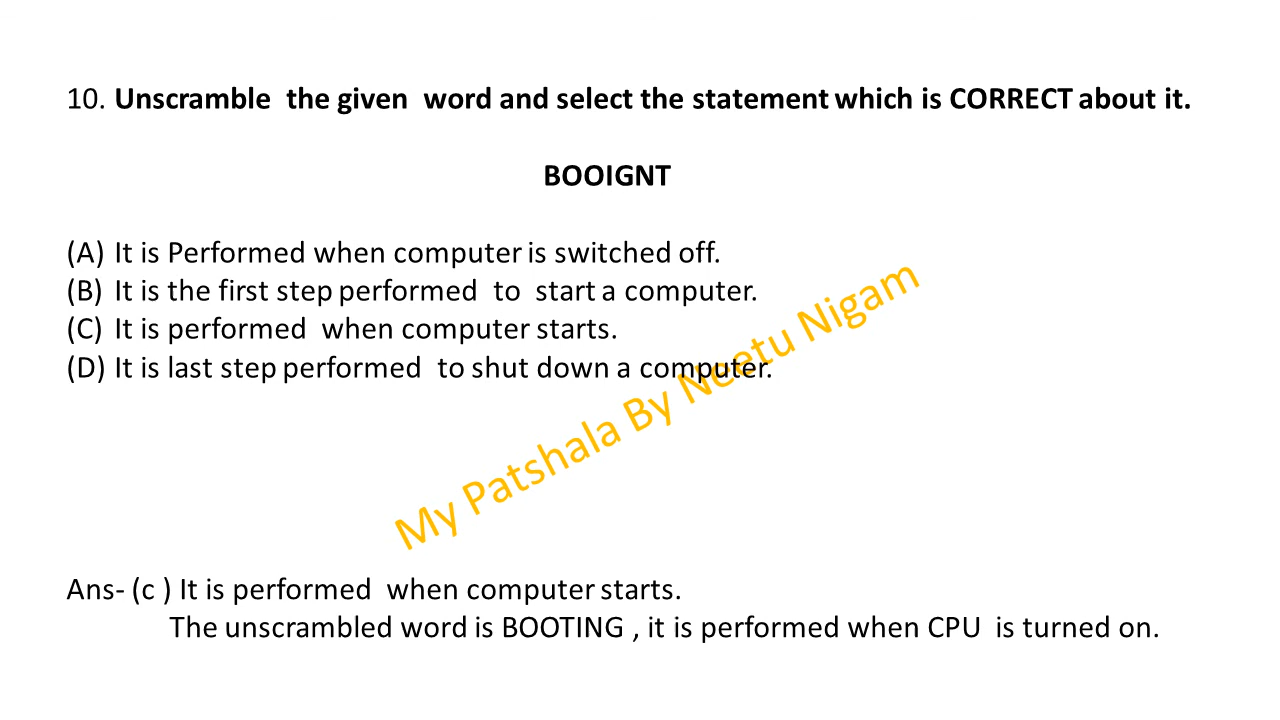 10. Unscramble the given word and select the statement which is CORRECT about it.
BOOIGNT
(A) It is Performed when computer is switched off.
(B) It is the first step performed to start a computer.
(C) It is performed when computer starts.
(D) It is last step performed to shut down a computer.
My Patshala By Neetu Nigam
Ans- (c ) It is performed when computer starts.
The unscrambled word is BOOTING , it is performed when CPU is turned on.